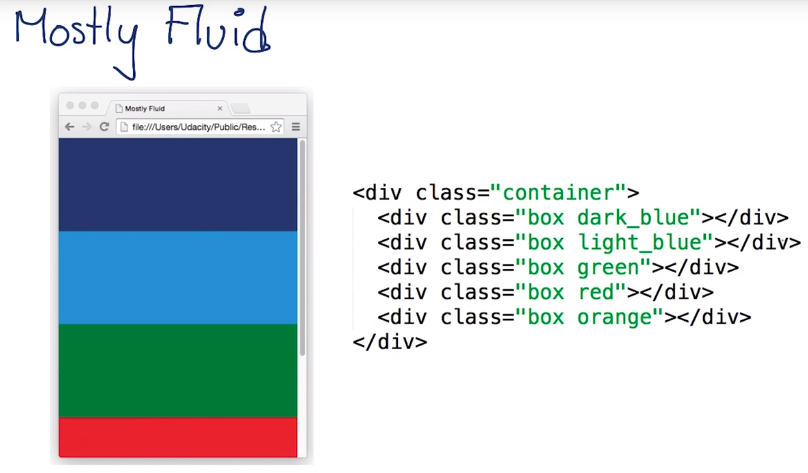 Mostly Fluid
Mostly Fluid
file:///Users/Udacity/Public/Res...
<div class="container">
<div class="box dark_blue"></div>
<div class="box light_blue"></div>
<div class="box green"></div>
<div class="box red"></div>
<div class="box orange"></div>
</div>